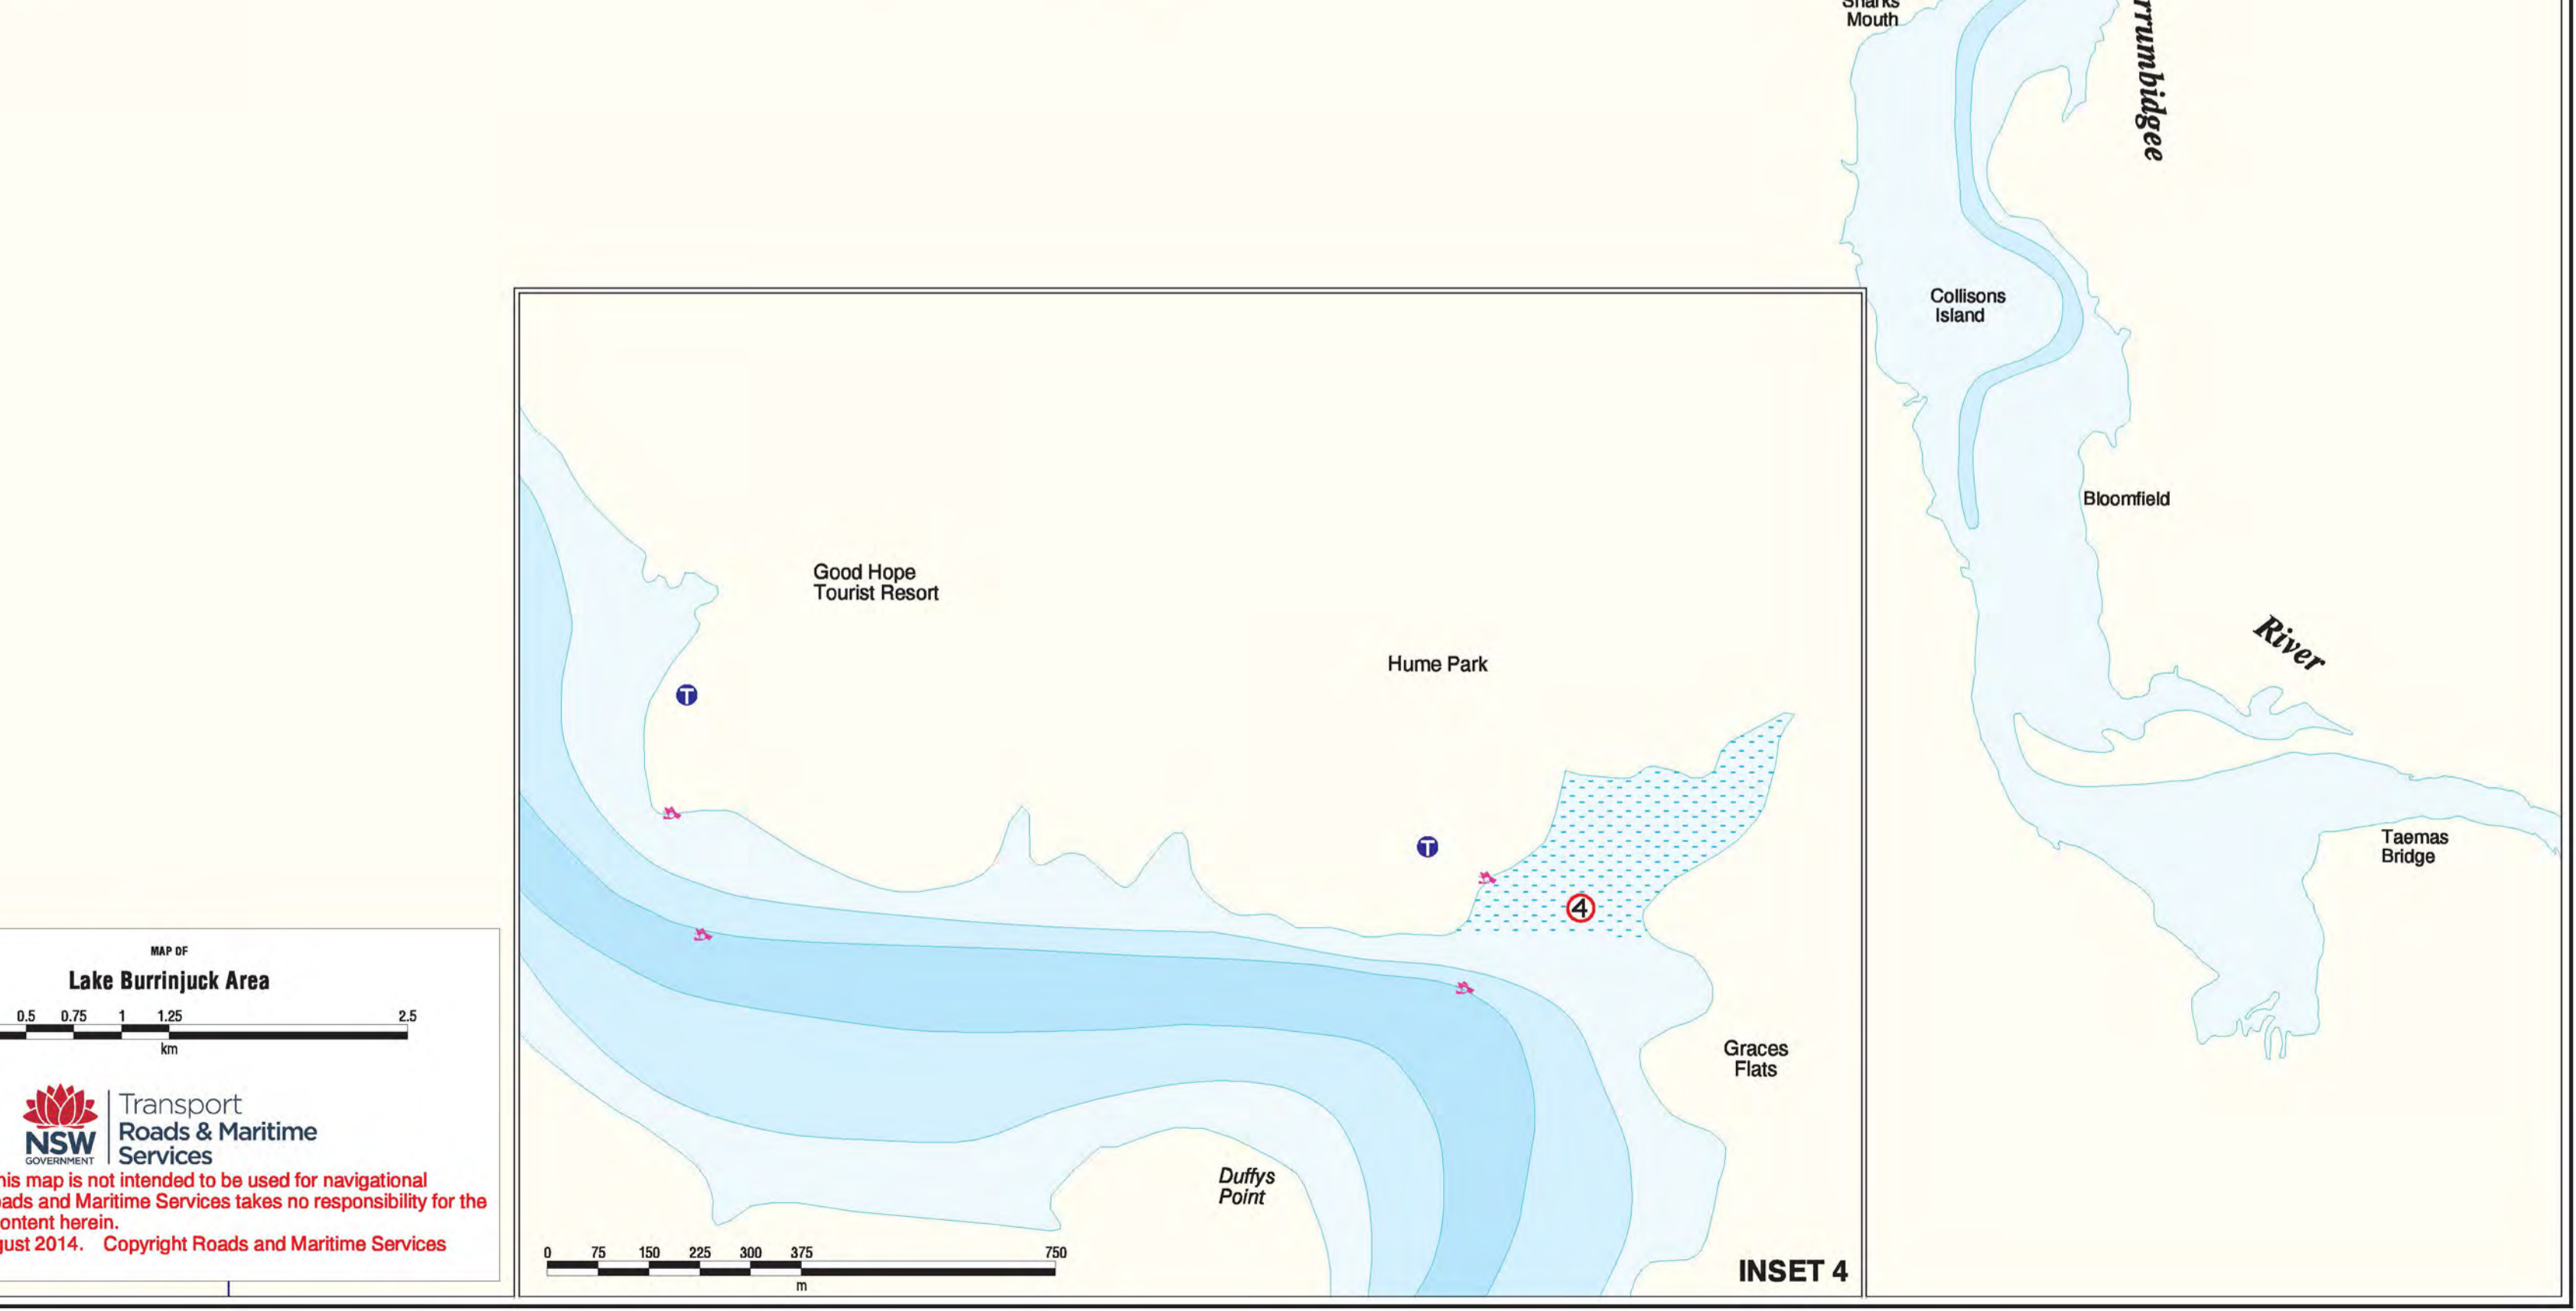 Mouth
Collisons
Island
Bloomfield
River
Taemas
Bridge
Good Hope
Tourist Resort
Hume Park
T
T
4
Graces
Flats
Duffys
Point
0 75 150 225 300 375 750
m
INSET 4
MAP OF
Lake Burrinjuck Area
0.5 0.75 1 1.25 2.5
km
NSW
GOVERNMENT
Transport
Roads & Maritime
Services
his map is not intended to be used for navigational
oads and Maritime Services takes no responsibility for the
ontent herein.
gust 2014. Copyright Roads and Maritime Services
rrumbidgee